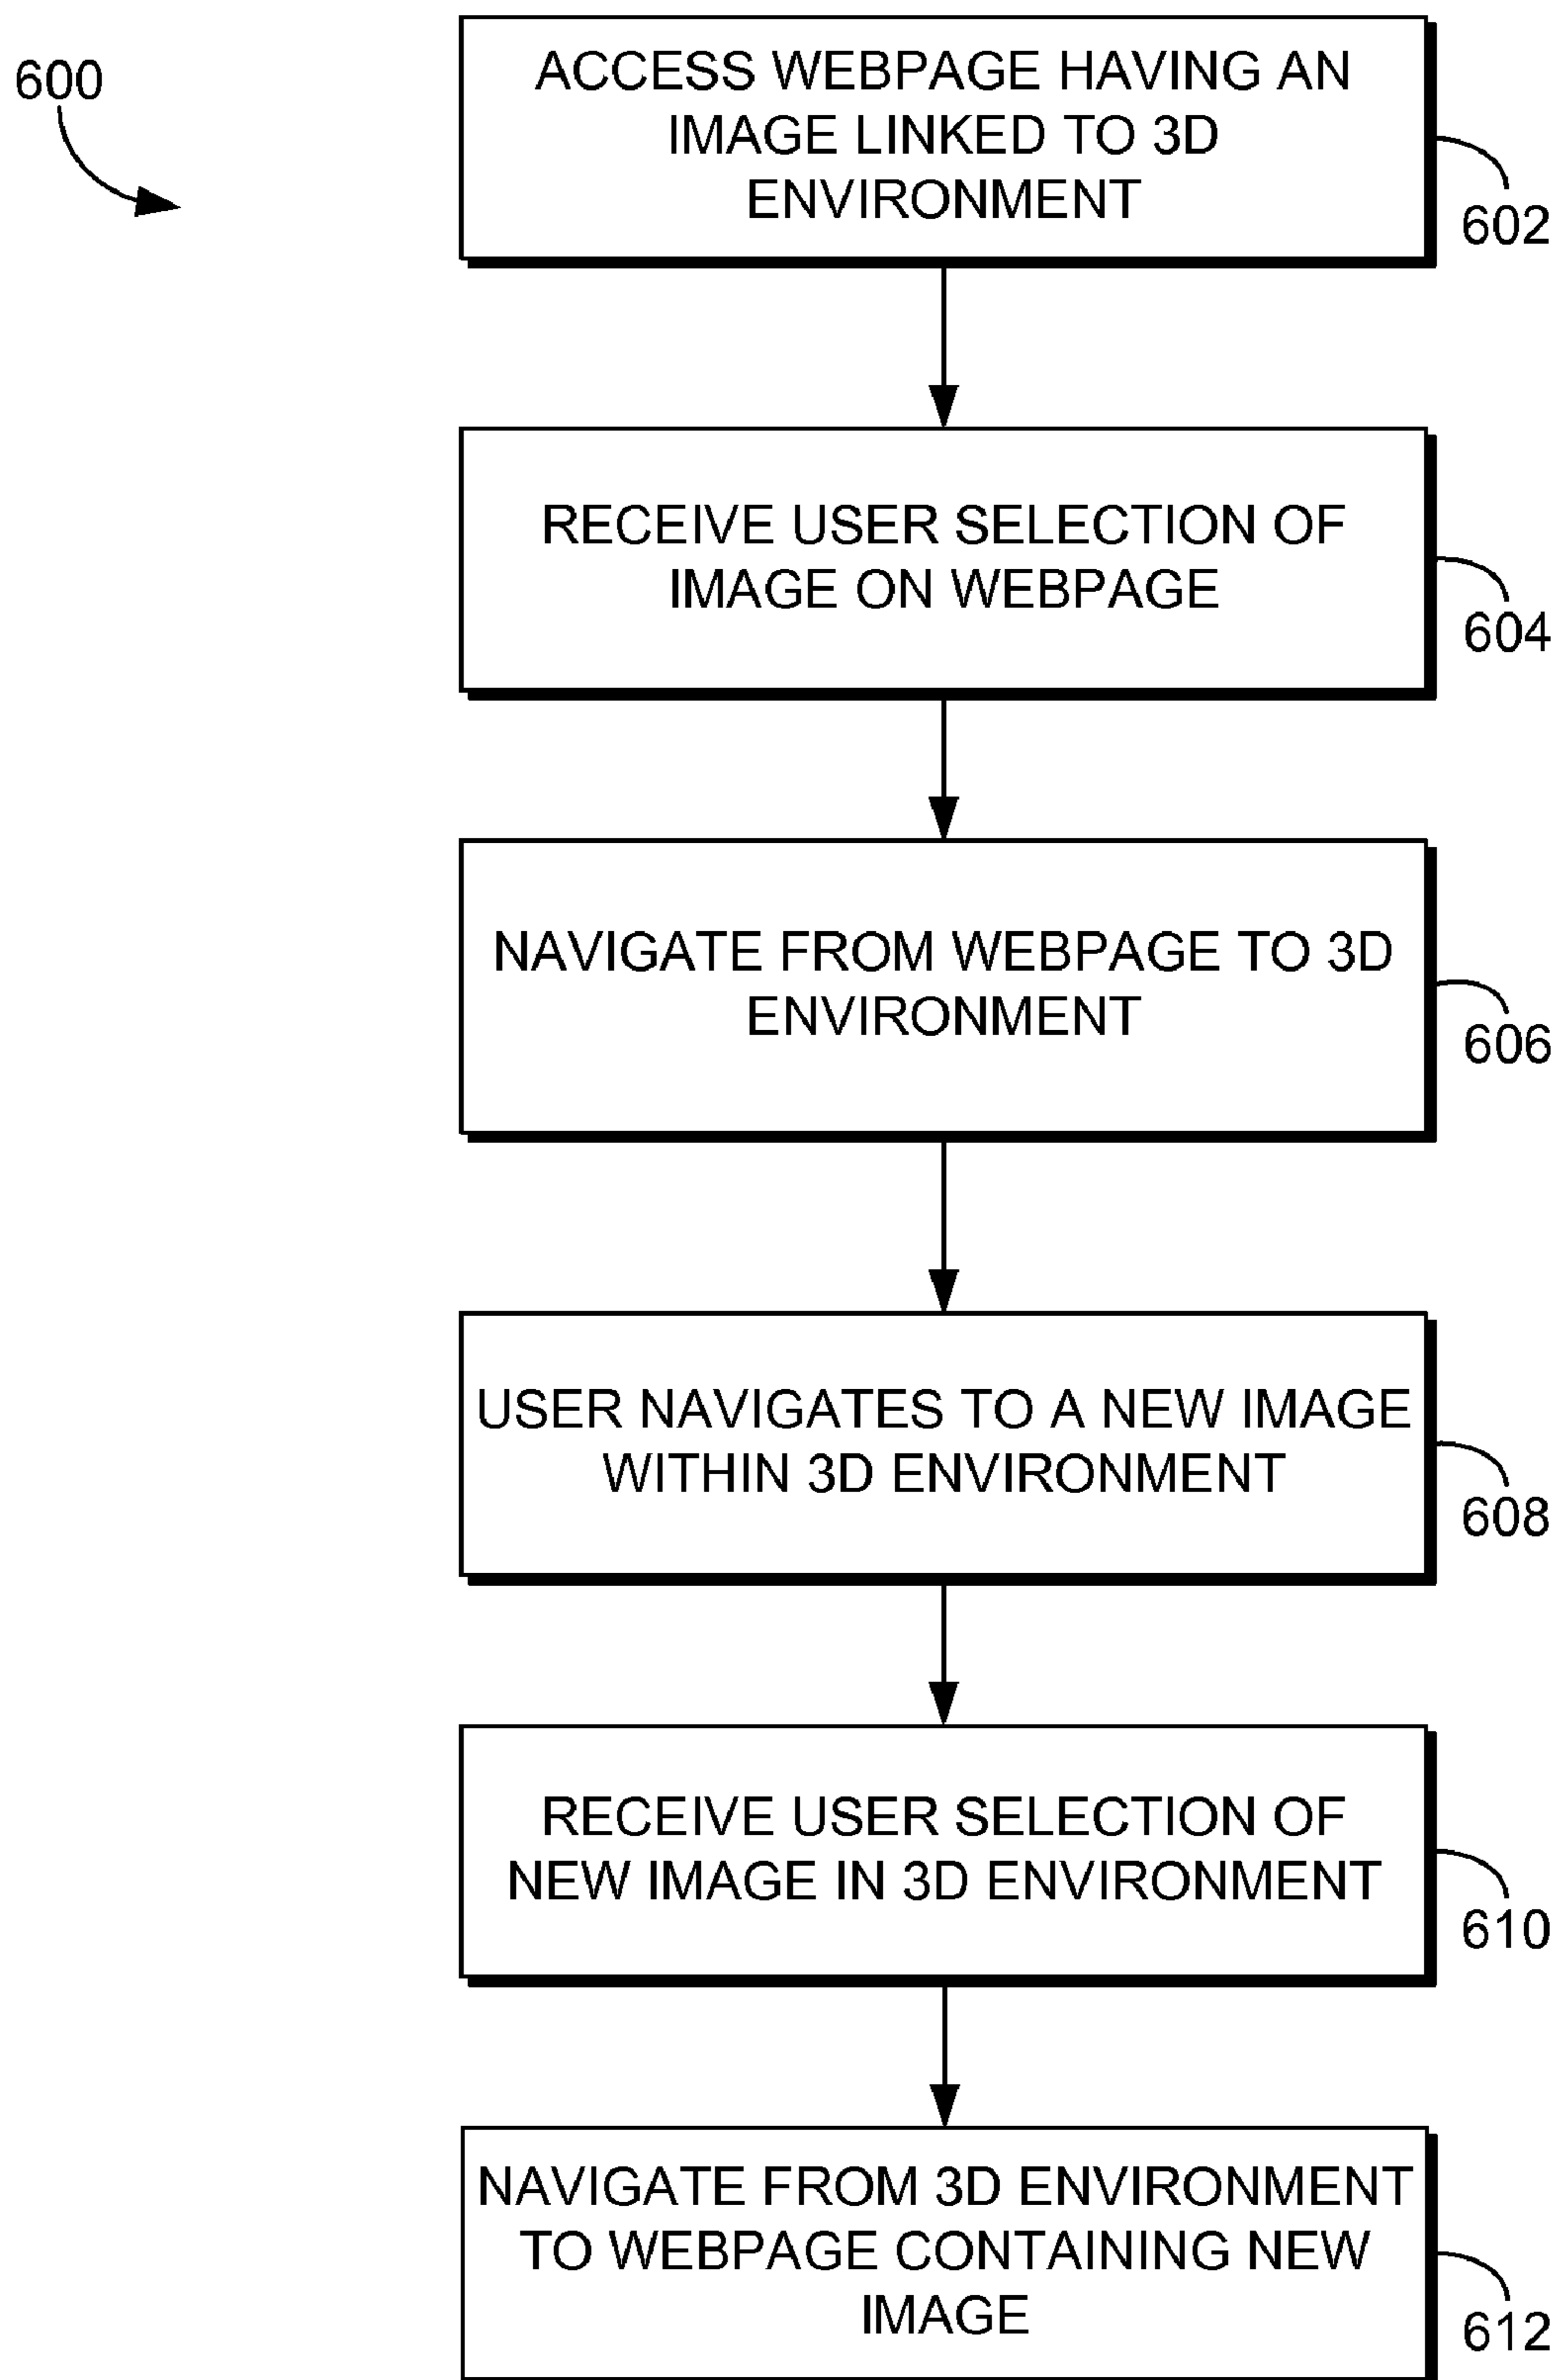 600
ACCESS WEBPAGE HAVING AN
IMAGE LINKED TO 3D
ENVIRONMENT
602
RECEIVE USER SELECTION OF
IMAGE ON WEBPAGE
604
NAVIGATE FROM WEBPAGE TO 3D
ENVIRONMENT
606
USER NAVIGATES TO A NEW IMAGE
WITHIN 3D ENVIRONMENT
608
RECEIVE USER SELECTION OF
NEW IMAGE IN 3D ENVIRONMENT
610
NAVIGATE FROM 3D ENVIRONMENT
TO WEBPAGE CONTAINING NEW
IMAGE
612